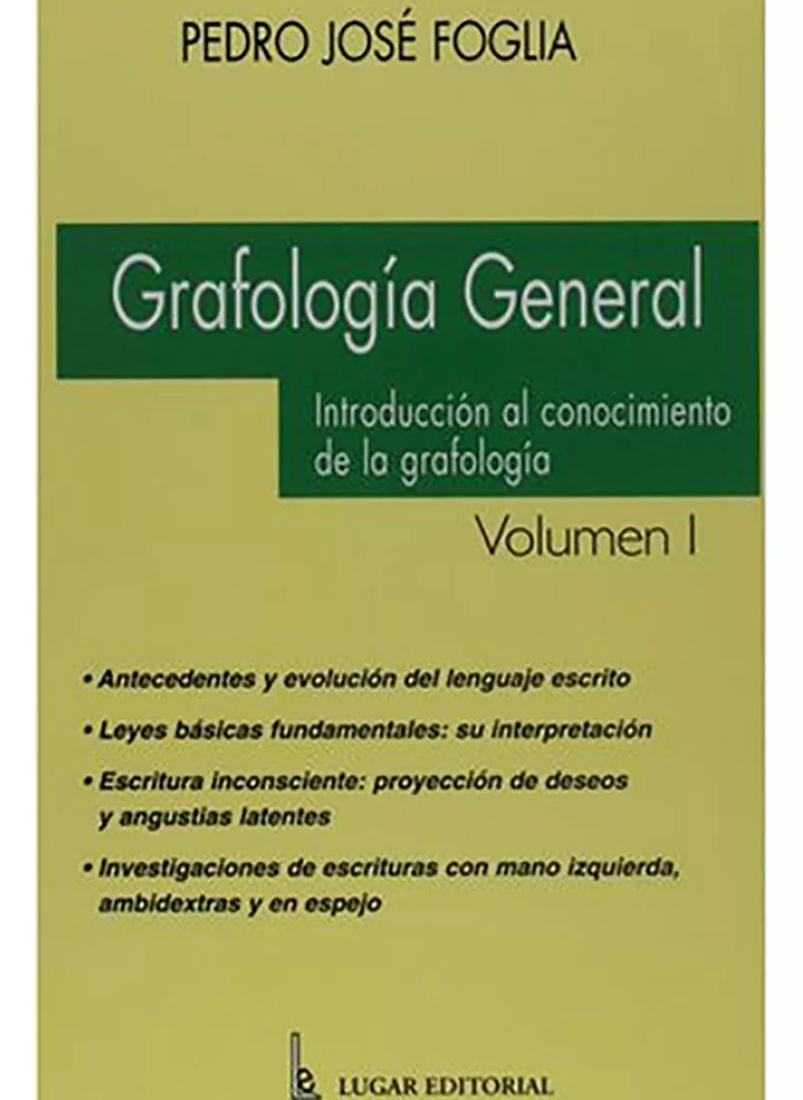 PEDRO JOSÉ FOGLIA
Grafología General
Introducción al conocimiento
de la grafología
Volumen I
• Antecedentes y evolución del lenguaje escrito
• Leyes básicas fundamentales: su interpretación
• Escritura inconsciente: proyección de deseos
y angustias latentes
• Investigaciones de escrituras con mano izquierda,
ambidextras y en espejo
Le LUGAR EDITORIAL